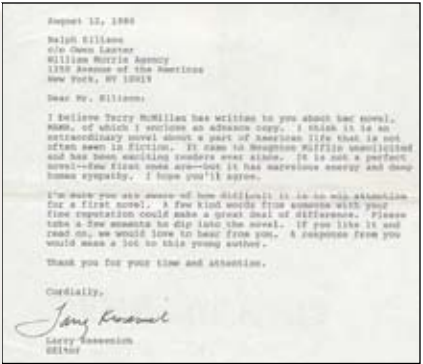 August 12, 1986
Ralph Ellison
c/o Owen Laster
William Morris Agency
1350 Avenue of the Americas
New York, NY 10019
Dear Mr. Ellison:
I believe Terry McMillan has written to you about her novel,
MAMA, of which I enclose an advance copy. I think it is an
extraordinary novel about a part of American life that is not
often seen in fiction. It came to Houghton Mifflin unsolicited
and has been exciting readers ever since. It is not a perfect
novel--few first ones are--but it has marvelous energy and deep
human sympathy. I hope you'll agree.
I'm sure you are aware of how difficult it is to win attention
for a first novel. A few kind words from someone with your
fine reputation could make a great deal of difference. Please
take a few moments to dip into the novel. If you like it and
read on, we would love to hear from you. A response from you
would mean a lot to this young author.
Thank you for your time and attention.
Cordially,
Larry
Larry
Editor